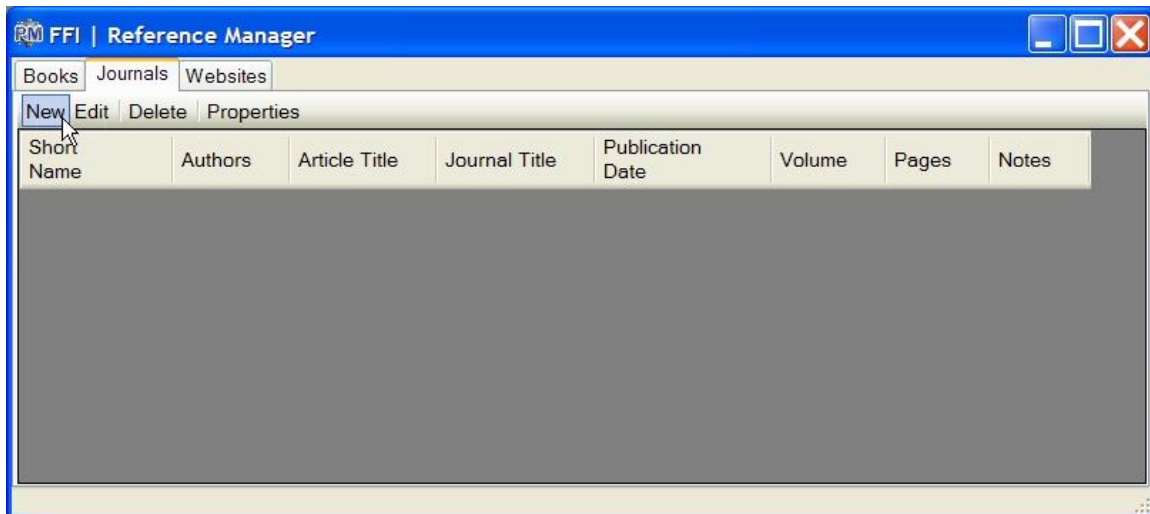 RM FFI | Reference Manager
Books Journals Websites
New Edit Delete Properties
Short Name Authors Article Title Journal Title Publication Date Volume Pages Notes